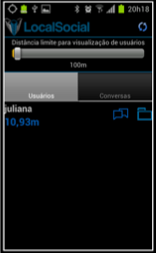 20h18
LocalSocial
Distância limite para visualização de usuários
100m
Usuários
Conversas
juliana
10,93m